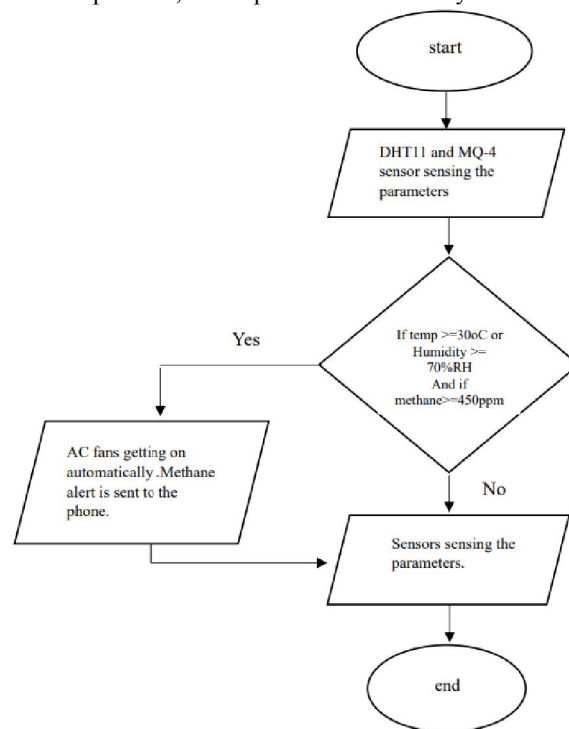 start
DHT11 and MQ-4
sensor sensing the
parameters
If temp >=30oC or
Humidity >=
70%RH
And if
methane>=450ppm
Yes
AC fans getting on
automatically .Methane
alert is sent to the
phone.
No
Sensors sensing the
parameters.
end